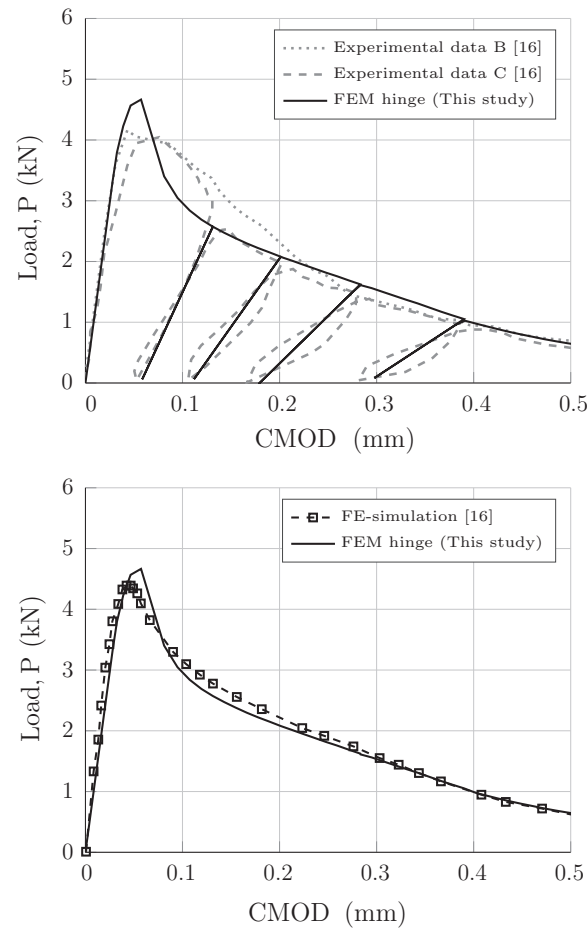 6
5
4
3
2
1
0
Load, P (kN)
Experimental data B [16]
Experimental data C [16]
FEM hinge (This study)
0 0.1 0.2 0.3 0.4 0.5
CMOD (mm)
6
5
4
3
2
1
0
Load, P (kN)
FE-simulation [16]
FEM hinge (This study)
0 0.1 0.2 0.3 0.4 0.5
CMOD (mm)